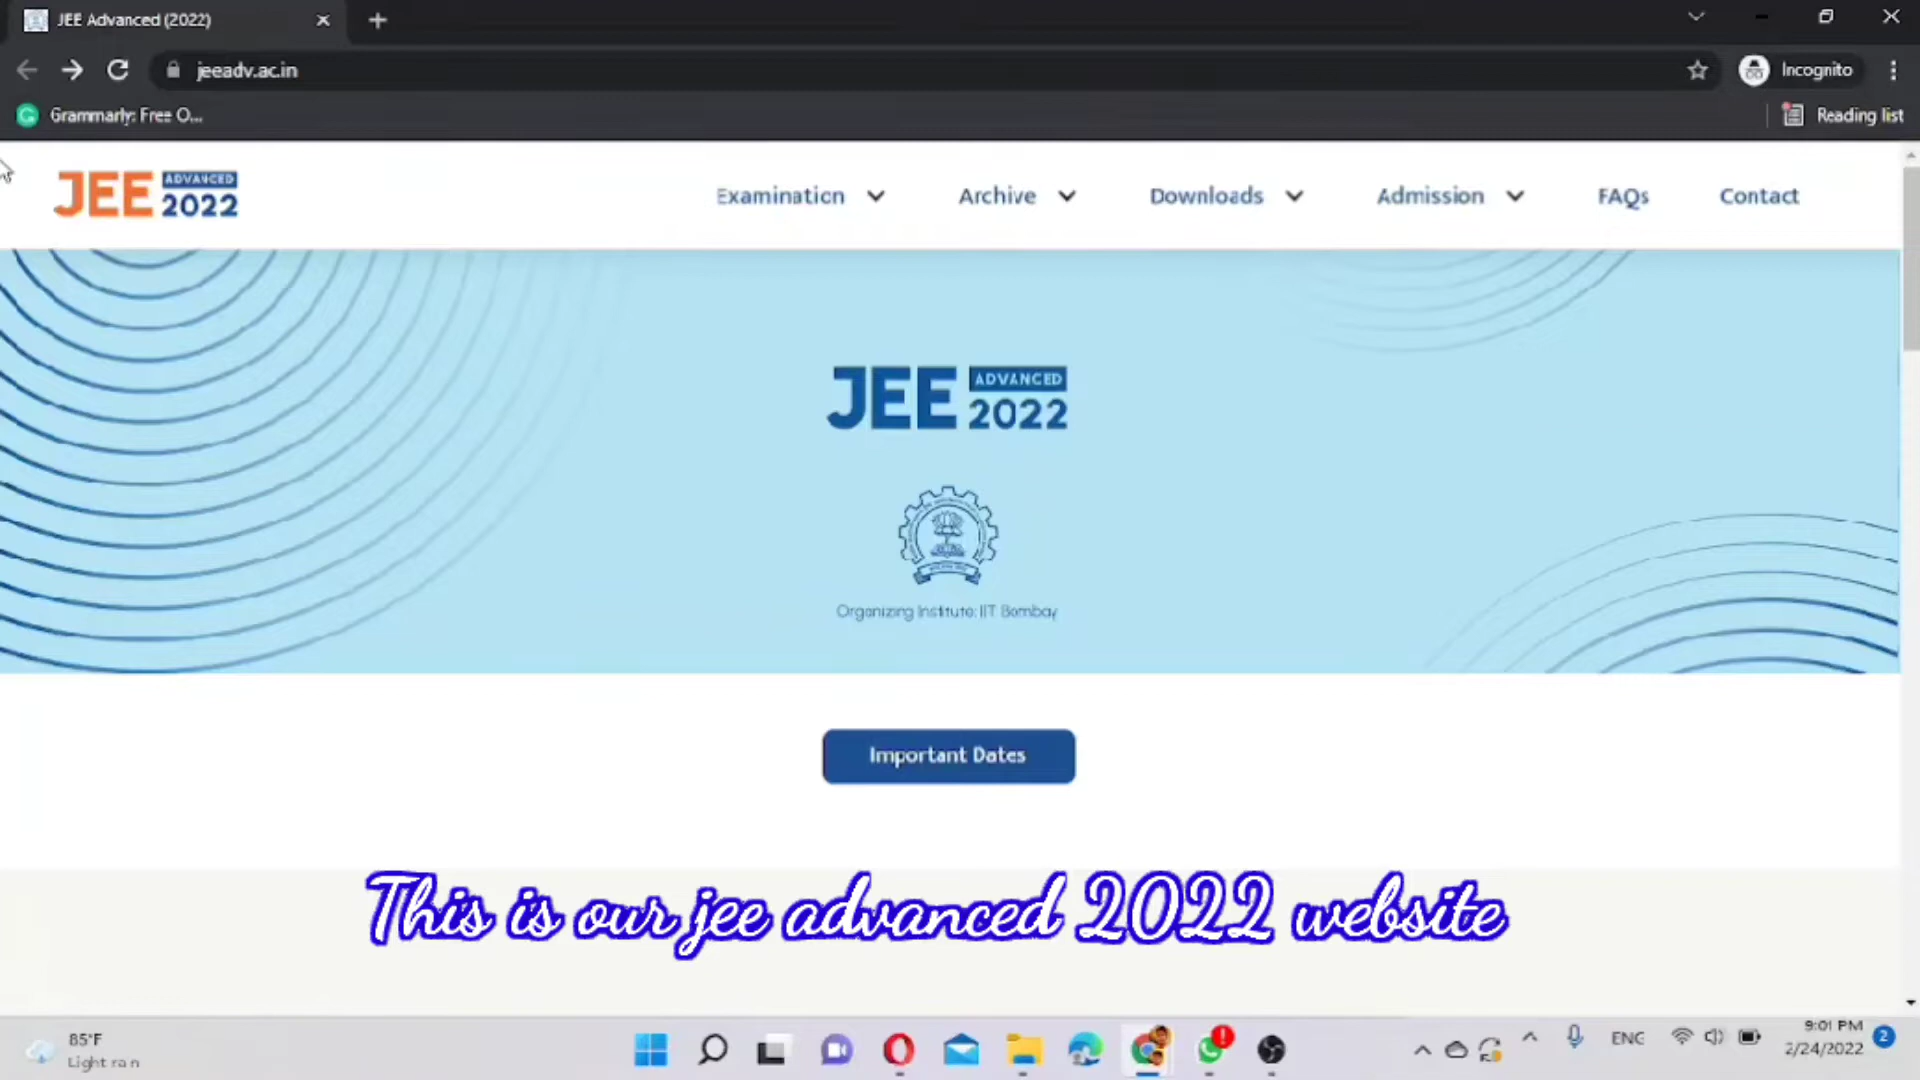 JEE Advanced (2022)
jeeadv.ac.in
Incognito
Grammarly: Free O...
Reading list
JEE ADVANCED 2022
Examination
Archive
Downloads
Admission
FAQs
Contact
JEE ADVANCED 2022
Organizing Institute: IIT Bombay
Important Dates
This is our jee advanced 2022 website
85°F
Light rain
ENG
9:01 PM
2/24/2022
2